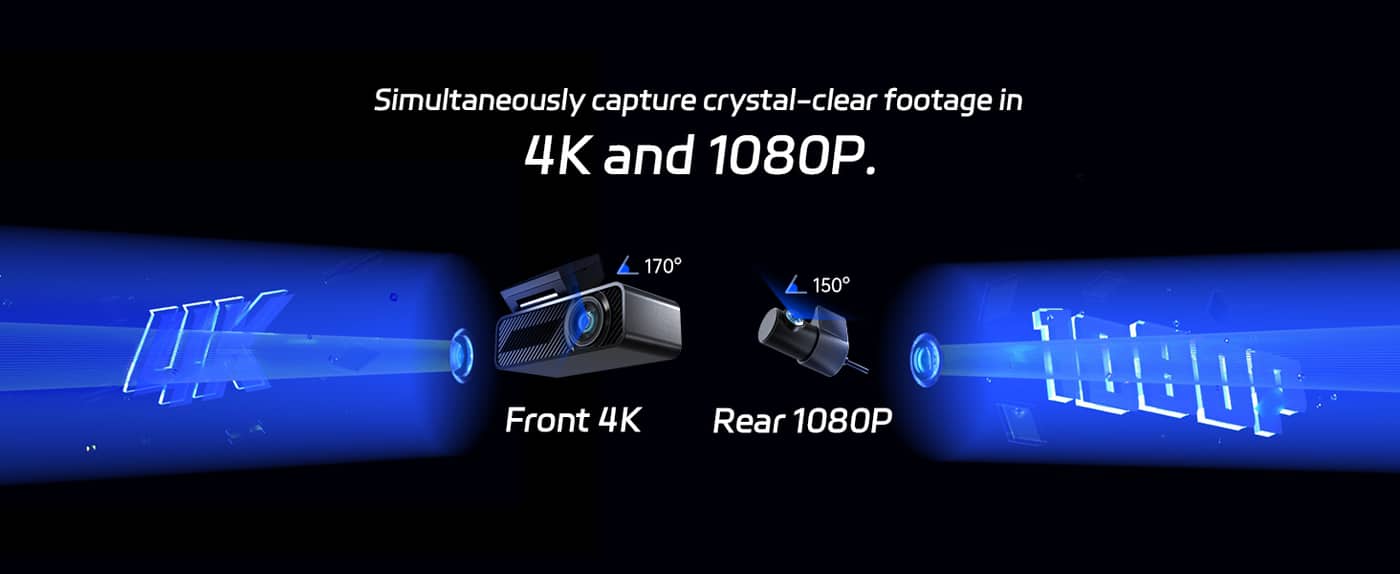 Simultaneously capture crystal-clear footage in
4K and 1080P.
170°
150°
4K
1080P
Front 4K
Rear 1080P